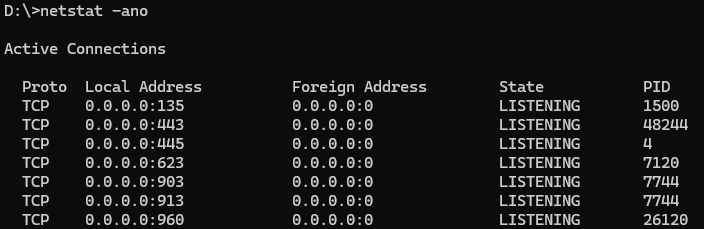 D:\>netstat -ano
Active Connections
Proto Local Address Foreign Address State PID
TCP 0.0.0.0:135 0.0.0.0:0 LISTENING 1500
TCP 0.0.0.0:443 0.0.0.0:0 LISTENING 48244
TCP 0.0.0.0:445 0.0.0.0:0 LISTENING 4
TCP 0.0.0.0:623 0.0.0.0:0 LISTENING 7120
TCP 0.0.0.0:903 0.0.0.0:0 LISTENING 7744
TCP 0.0.0.0:913 0.0.0.0:0 LISTENING 7744
TCP 0.0.0.0:960 0.0.0.0:0 LISTENING 26120